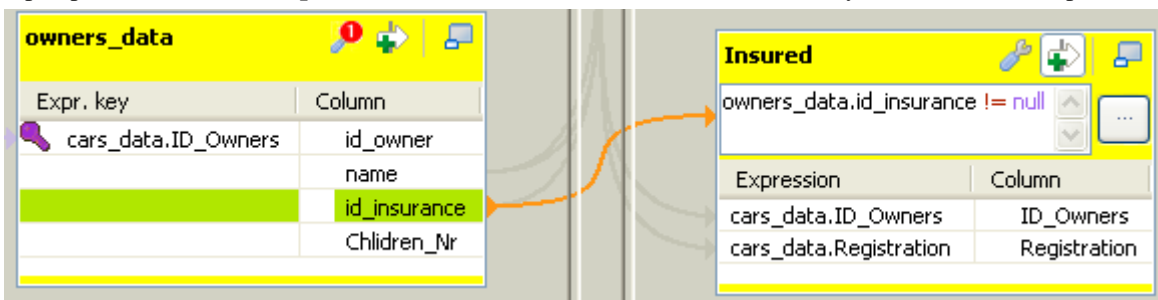 owners_data
1
Expr. key Column
cars_data.ID_Owners id_owner
name
id_insurance
Chlidren_Nr
Insured
owners_data.id_insurance != null
...
Expression Column
cars_data.ID_Owners ID_Owners
cars_data.Registration Registration